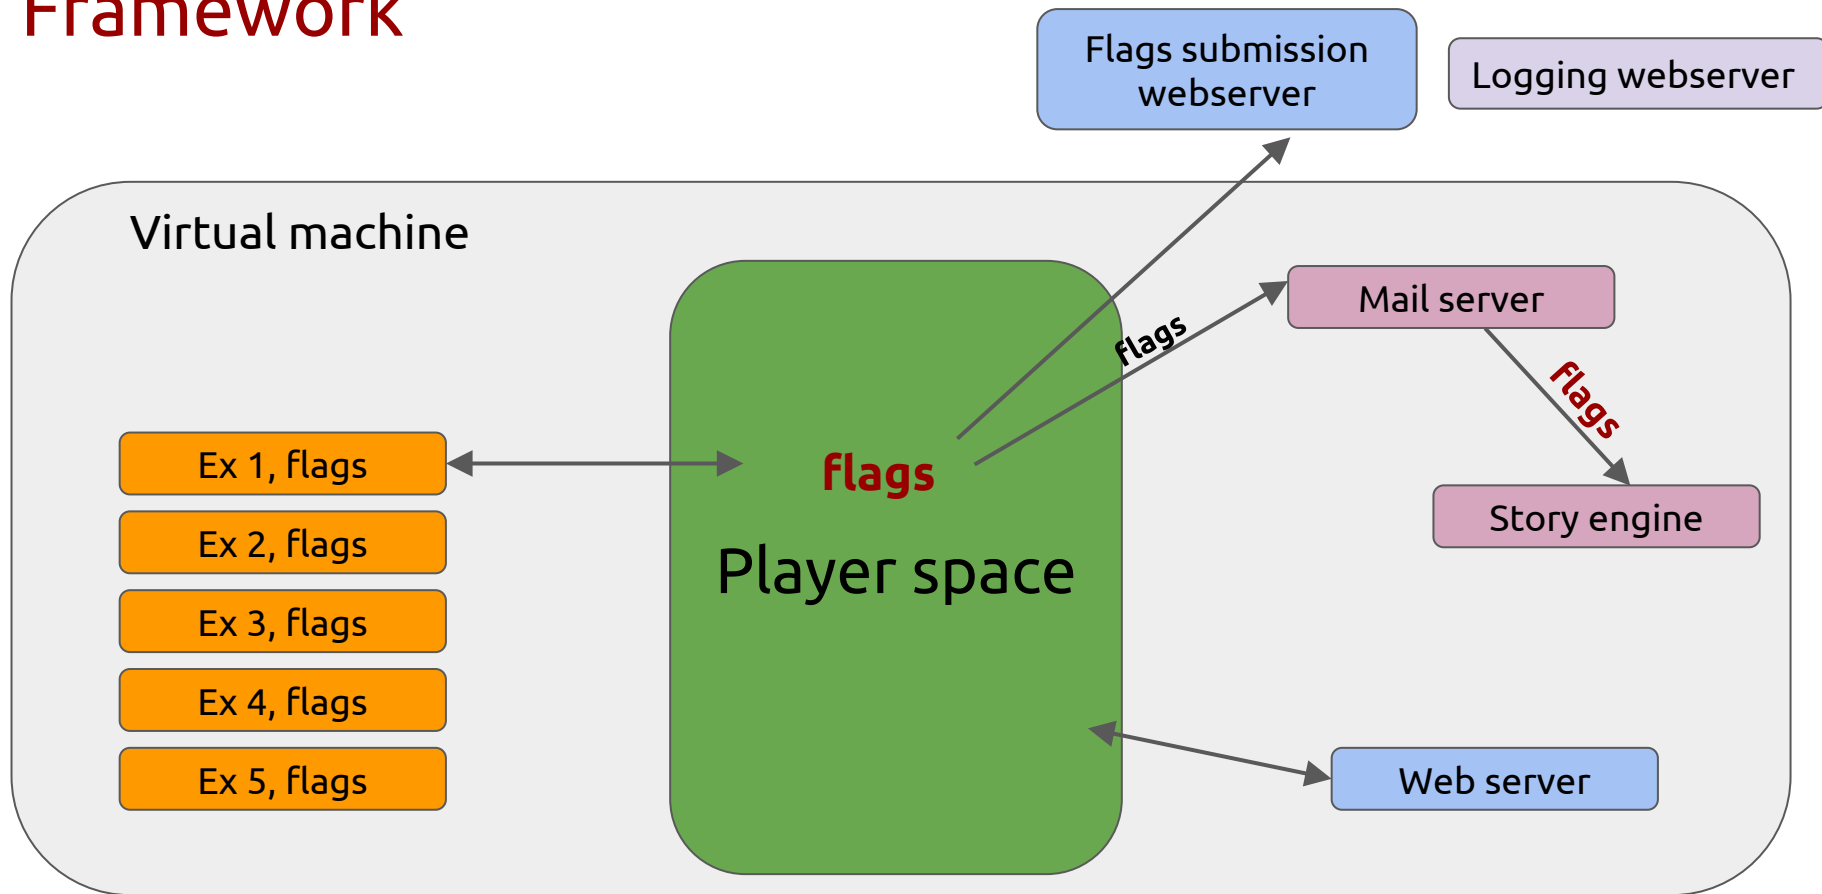 Framework
Flags submission
webserver
Logging webserver
Virtual machine
Mail server
flags
flags
Ex 1, flags
flags
Ex 2, flags
Story engine
Player space
Ex 3, flags
Ex 4, flags
Ex 5, flags
Web server